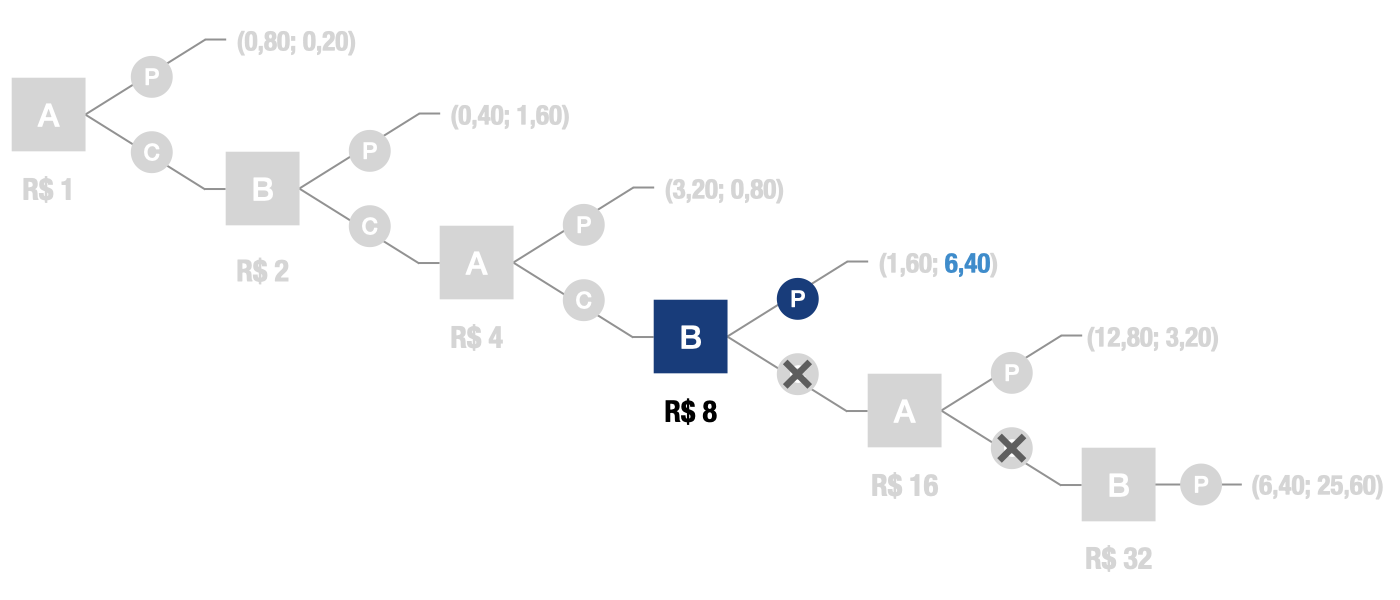 (0,80; 0,20)
P
A
C
R$ 1
(0,40; 1,60)
P
B
C
R$ 2
(3,20; 0,80)
P
A
C
R$ 4
(1,60; 6,40)
P
B
R$ 8
(12,80; 3,20)
P
A
R$ 16
B
P
(6,40; 25,60)
R$ 32